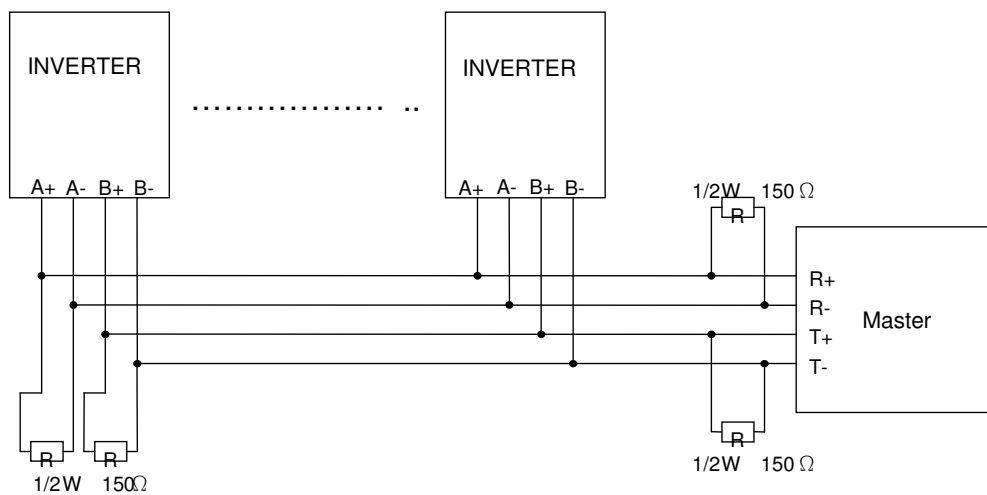 INVERTER
INVERTER
A+ A- B+ B-
A+ A- B+ B-
1/2W 150Ω
R
R+
R-
Master
T+
T-
R R
1/2W 150Ω
R
1/2W 150Ω